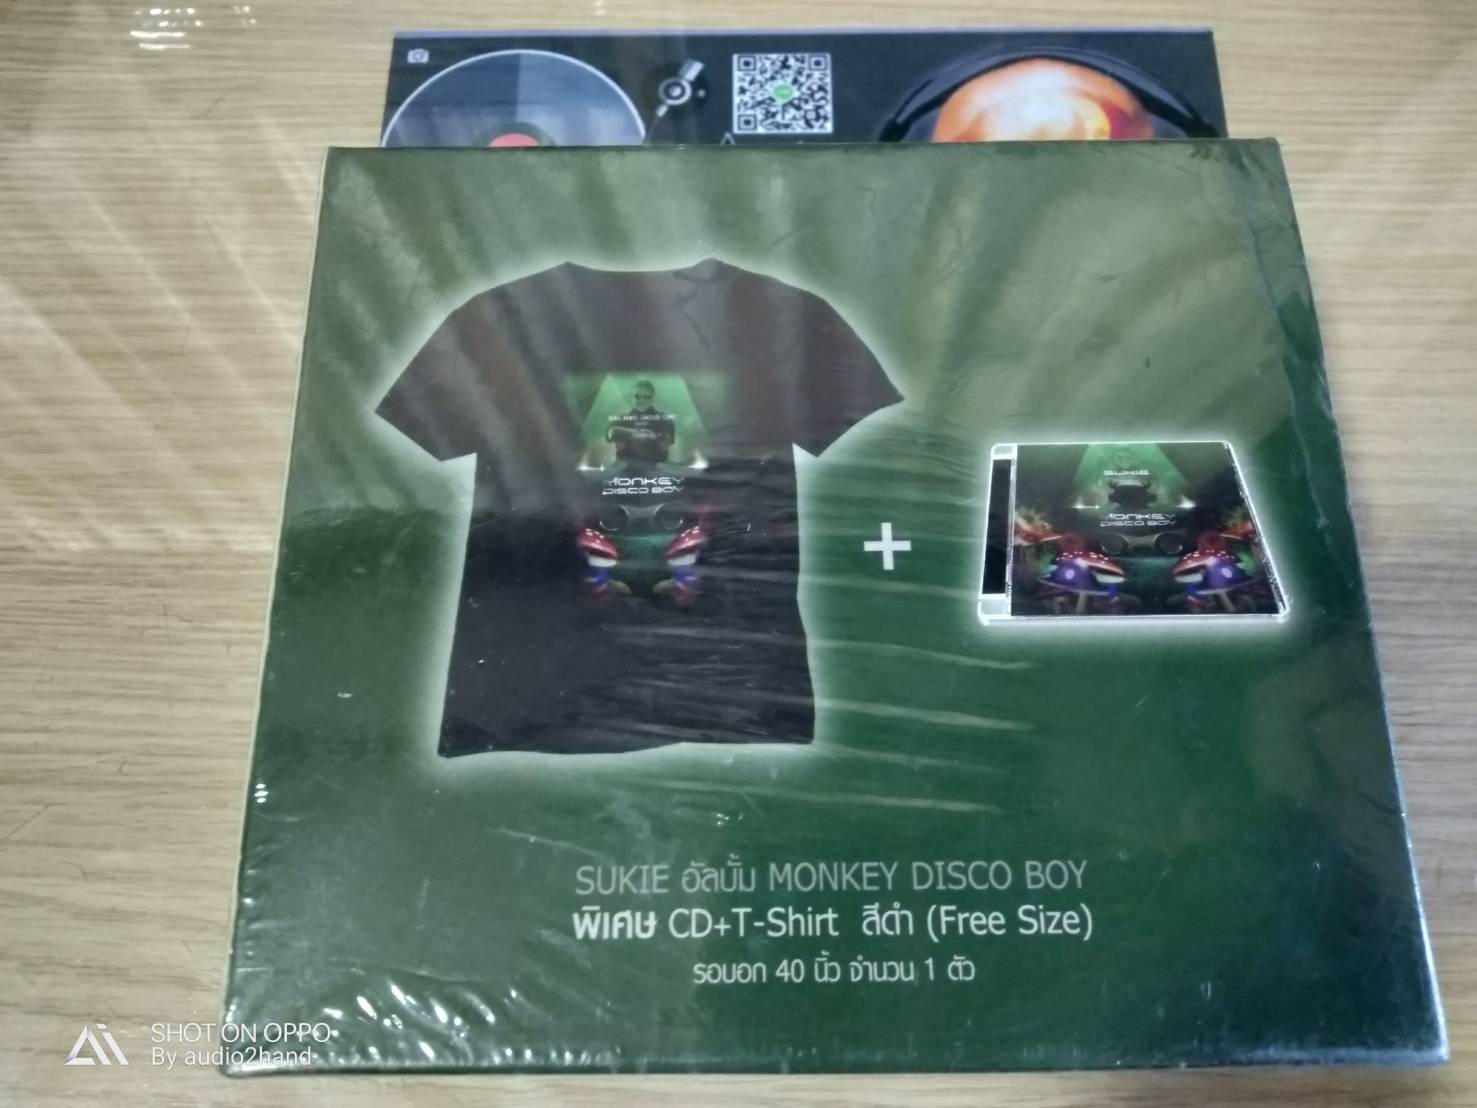 MONKEY
DISCO BOY
SUKIE
MONKEY
DISCO BOY
SUKIE อัลบั้ม MONKEY DISCO BOY
พิเศษ CD+T-Shirt สีดำ (Free Size)
รอบอก 40 นิ้ว จำนวน 1 ตัว
SHOT ON OPPO
By audio2hand